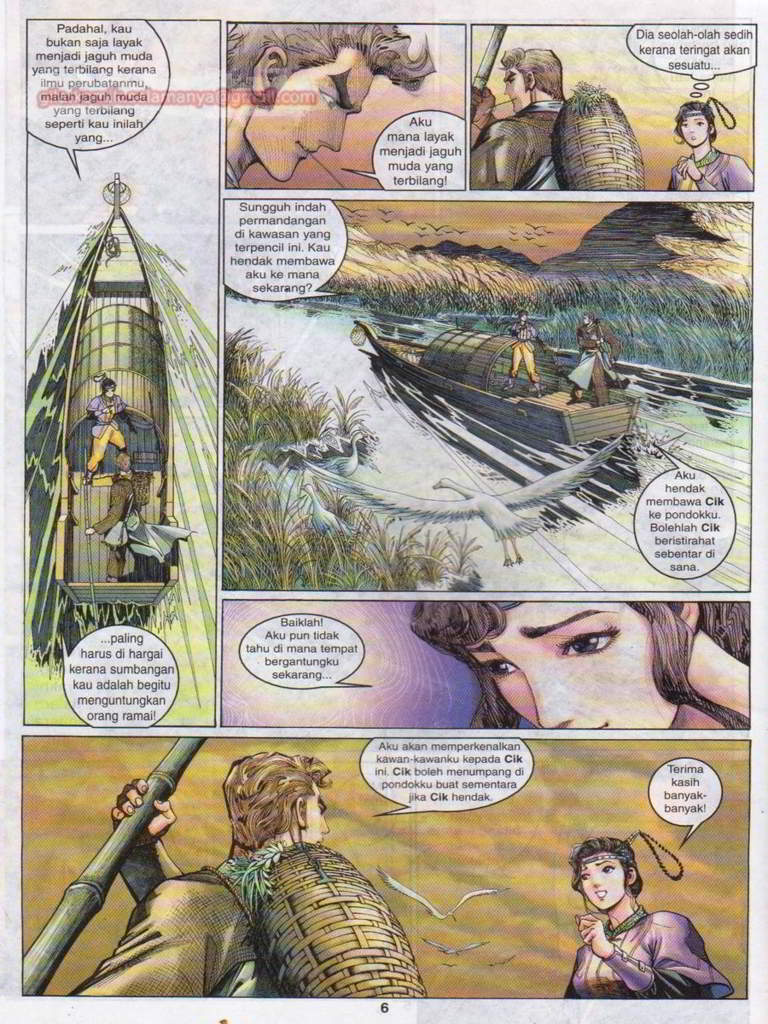 Padahal, kau
bukan saja layak
menjadi jaguh muda
yang terbilang kerana
ilmu perubatanmu,
malah jaguh muda
yang terbilang
seperti kau inilah
yang...
...paling
harus di hargai
kerana sumbangan
kau adalah begitu
menguntungkan
orang ramai!
Aku
mana layak
menjadi jaguh
muda yang
terbilang!
Dia seolah-olah sedih
kerana teringat akan
sesuatu...
Sungguh indah
permandangan
di kawasan yang
terpencil ini. Kau
hendak membawa
aku ke mana
sekarang?
Aku
hendak
membawa Cik
ke pondokku.
Bolehlah Cik
beristirahat
sebentar di
sana.
Baiklah!
Aku pun tidak
tahu di mana tempat
bergantungku
sekarang...
Aku akan memperkenalkan
kawan-kawanku kepada Cik
ini. Cik boleh menumpang di
pondokku buat sementara
jika Cik hendak.
Terima
kasih
banyak-
banyak!
6